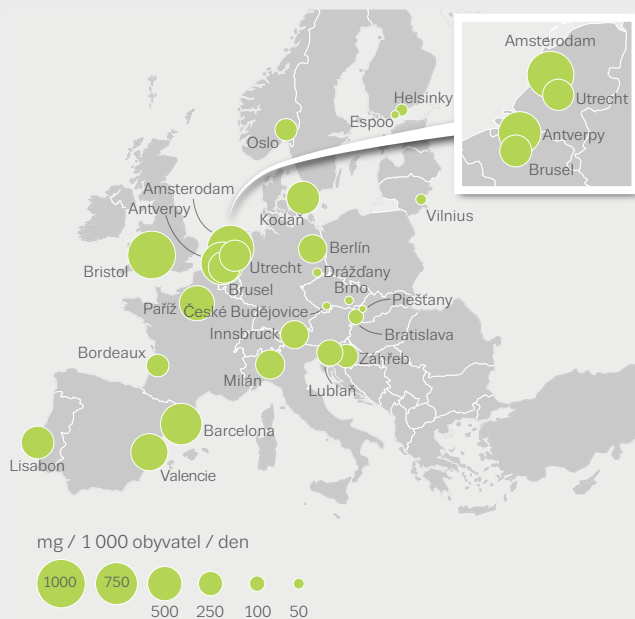 Amsterdam
Utrecht
Antverpy
Brusel
Helsinky
Espoo
Oslo
Amsterdam
Antverpy
Kodaň
Vilnius
Bristol
Berlín
Utrecht
Drážďany
Brusel
Brno
Paříž
České Budějovice
Piešťany
Innsbruck
Bratislava
Bordeaux
Milán
Záhřeb
Lublaň
Barcelona
Lisabon
Valencie
mg / 1 000 obyvatel / den
1000 750
500 250 100 50